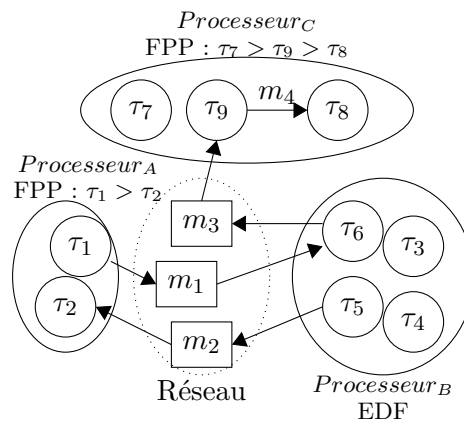 Processeur_C
FPP : τ₇ > τ₉ > τ₈
τ₇ τ₉ m₄ τ₈
Processeur_A
FPP : τ₁ > τ₂
m₃ τ₆ τ₃
τ₁ m₁
τ₂ τ₅ τ₄
m₂
Réseau
Processeur_B
EDF